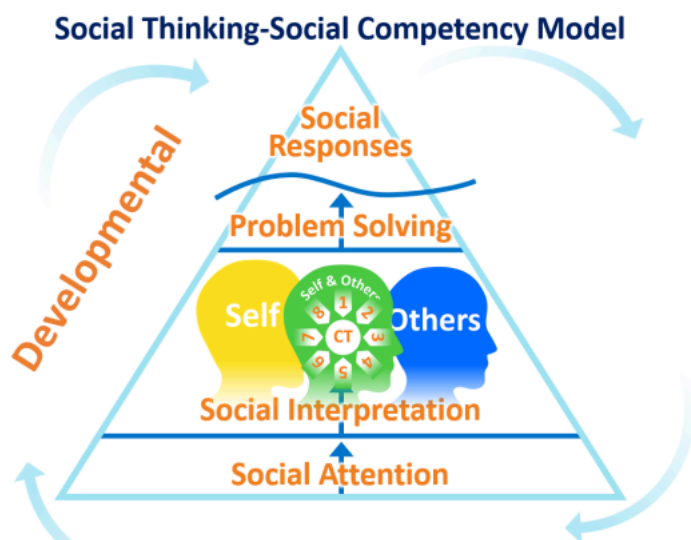 Social Thinking-Social Competency Model
Developmental
Social
Responses
Problem Solving
Self
Self & Others
Others
8 1 2
7 CT 3
6 5 4
Social Interpretation
Social Attention